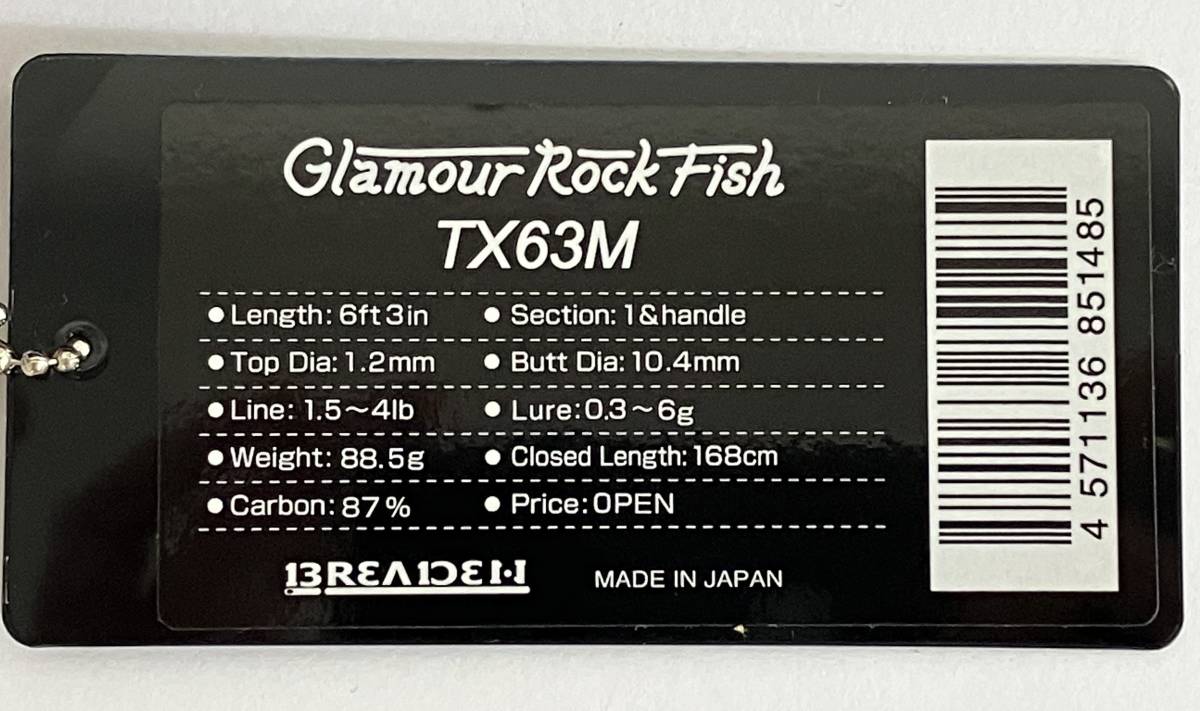 Glamour Rock Fish
TX63M
●Length: 6ft3in ● Section: 1&handle
●Top Dia: 1.2mm ● Butt Dia: 10.4mm
●Line: 1.5～4lb ● Lure:0.3～6g
●Weight: 88.5g ● Closed Length: 168cm
●Carbon: 87% ● Price:OPEN
BREADEN
MADE IN JAPAN
4 571136 851485